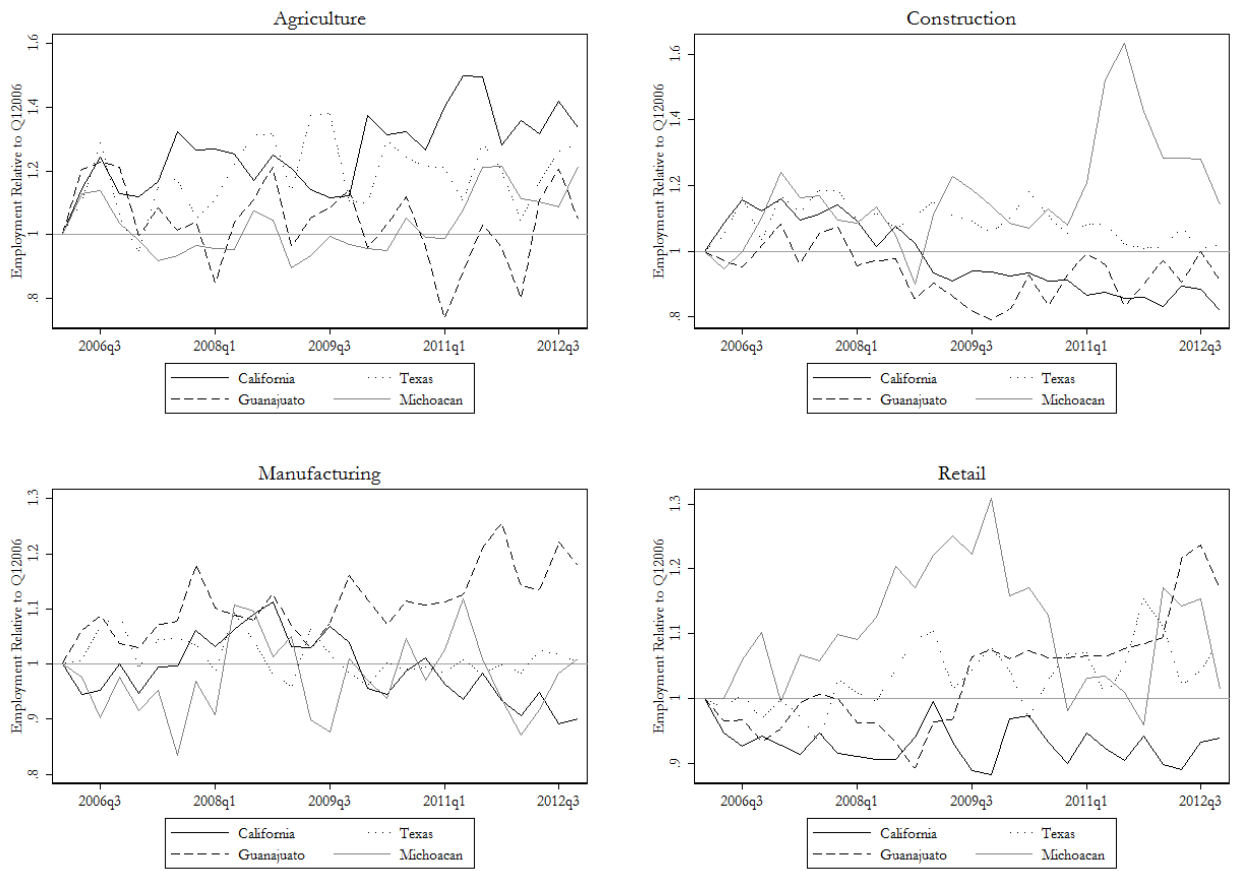 Agriculture
Employment Relative to Q12006
1.6
1.4
1.2
1
.8
2006q3 2008q1 2009q3 2011q1 2012q3
California Texas
Guanajuato Michoacan
Construction
Employment Relative to Q12006
1.6
1.4
1.2
1
.8
2006q3 2008q1 2009q3 2011q1 2012q3
California Texas
Guanajuato Michoacan
Manufacturing
Employment Relative to Q12006
1.3
1.2
1.1
1
.9
.8
2006q3 2008q1 2009q3 2011q1 2012q3
California Texas
Guanajuato Michoacan
Retail
Employment Relative to Q12006
1.3
1.2
1.1
1
.9
2006q3 2008q1 2009q3 2011q1 2012q3
California Texas
Guanajuato Michoacan